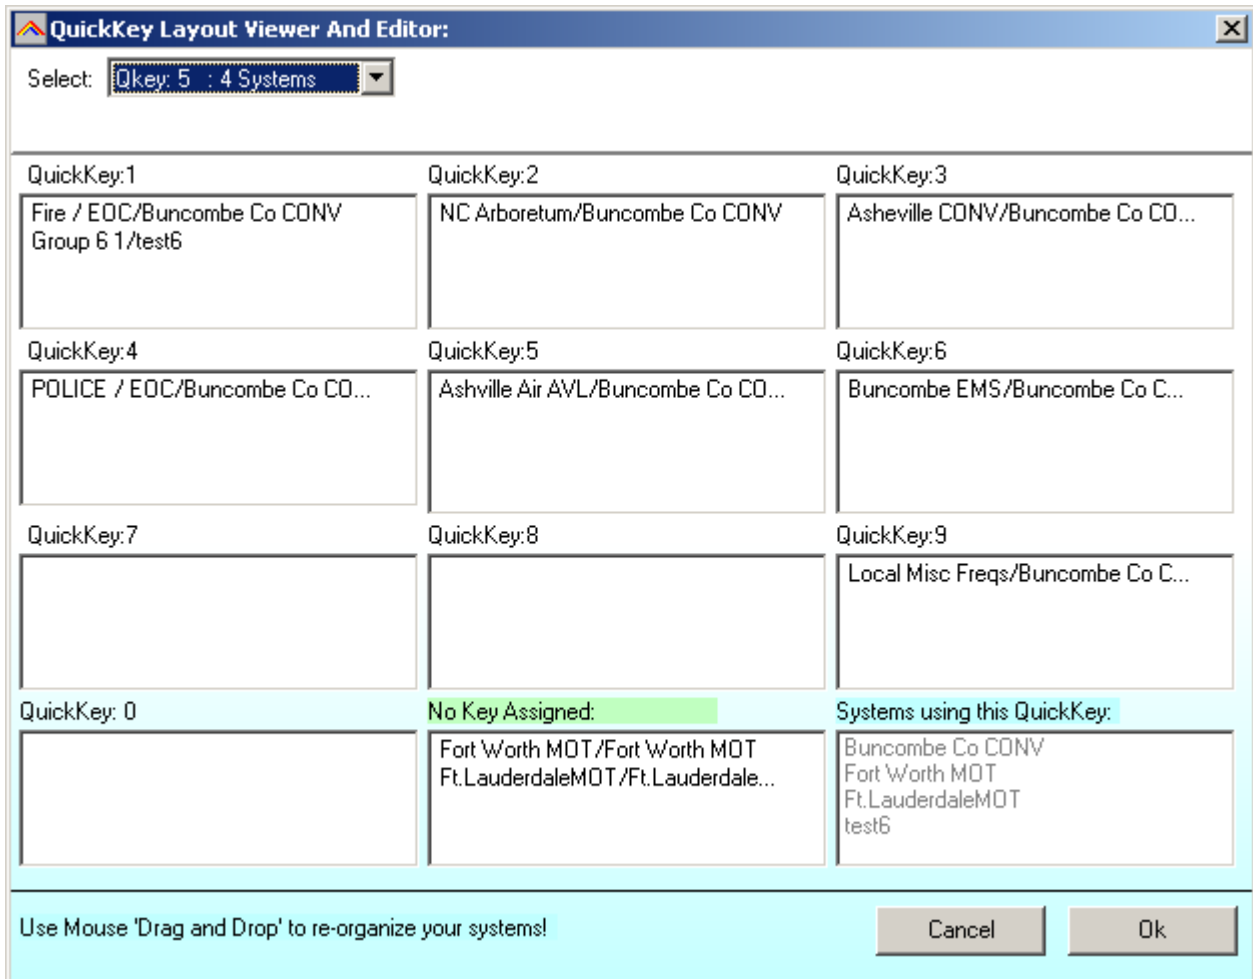 QuickKey Layout Viewer And Editor:
Select: Qkey: 5 : 4 Systems
QuickKey:1
Fire / EOC/Buncombe Co CONV
Group 6 1/test6
QuickKey:2
NC Arboretum/Buncombe Co CONV
QuickKey:3
Asheville CONV/Buncombe Co CO...
QuickKey:4
POLICE / EOC/Buncombe Co CO...
QuickKey:5
Ashville Air AVL/Buncombe Co CO...
QuickKey:6
Buncombe EMS/Buncombe Co C...
QuickKey:7
QuickKey:8
QuickKey:9
Local Misc Freqs/Buncombe Co C...
QuickKey: 0
No Key Assigned:
Fort Worth MOT/Fort Worth MOT
Ft.LauderdaleMOT/Ft.Lauderdale...
Systems using this QuickKey:
Buncombe Co CONV
Fort Worth MOT
Ft.LauderdaleMOT
test6
Use Mouse 'Drag and Drop' to re-organize your systems!
Cancel
Ok